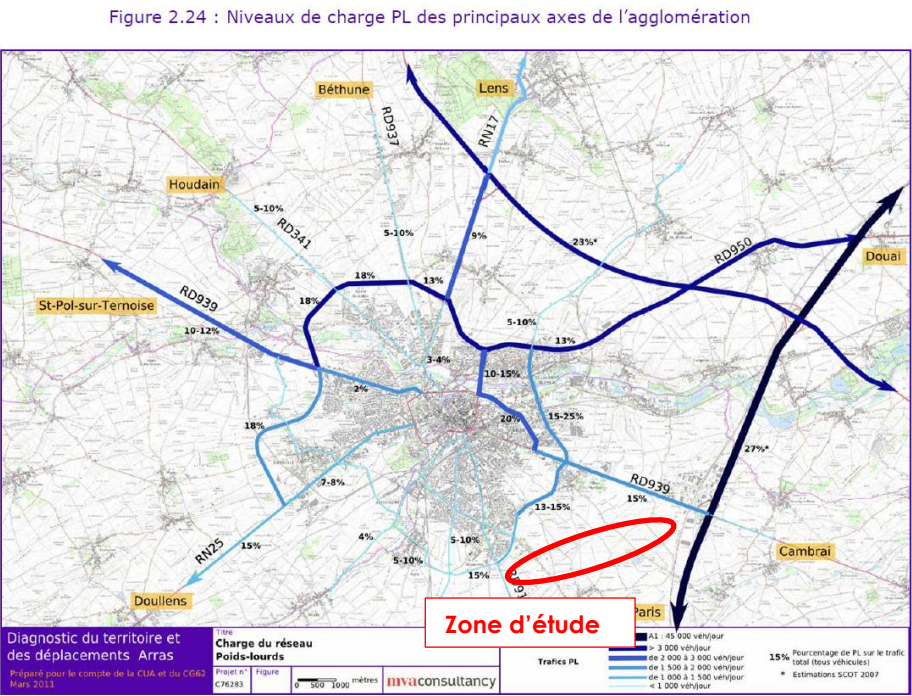 Figure 2.24 : Niveaux de charge PL des principaux axes de l'agglomération
Béthune
Lens
RD937
RN17
Houdain
5-10%
RD341
5-10%
9%
23%*
RD950
Douai
18%
13%
St-Pol-sur-Ternoise
RD939
18%
10-12%
5-10%
13%
3-4%
10-15%
2%
20%
15-25%
18%
27%*
RD939
15%
7-8%
13-15%
4%
5-10%
RN25
15%
5-10%
15%
Cambrai
Doullens
Paris
Zone d'étude
Diagnostic du territoire et
des déplacements Arras
Préparé pour le compte de la CUA et du CG62
Mars 2011
Titre
Charge du réseau
Poids-lourds
Projet n°
Figure
C76283
0 500 1000 mètres
mvaconsultancy
Trafics PL
A1 : 45 000 véh/jour
> 3 000 véh/jour
de 2 000 à 3 000 véh/jour
de 1 500 à 2 000 véh/jour
de 1 000 à 1 500 véh/jour
< 1 000 véh/jour
15% Pourcentage de PL sur le trafic
total (tous véhicules)
* Estimations SCOT 2007